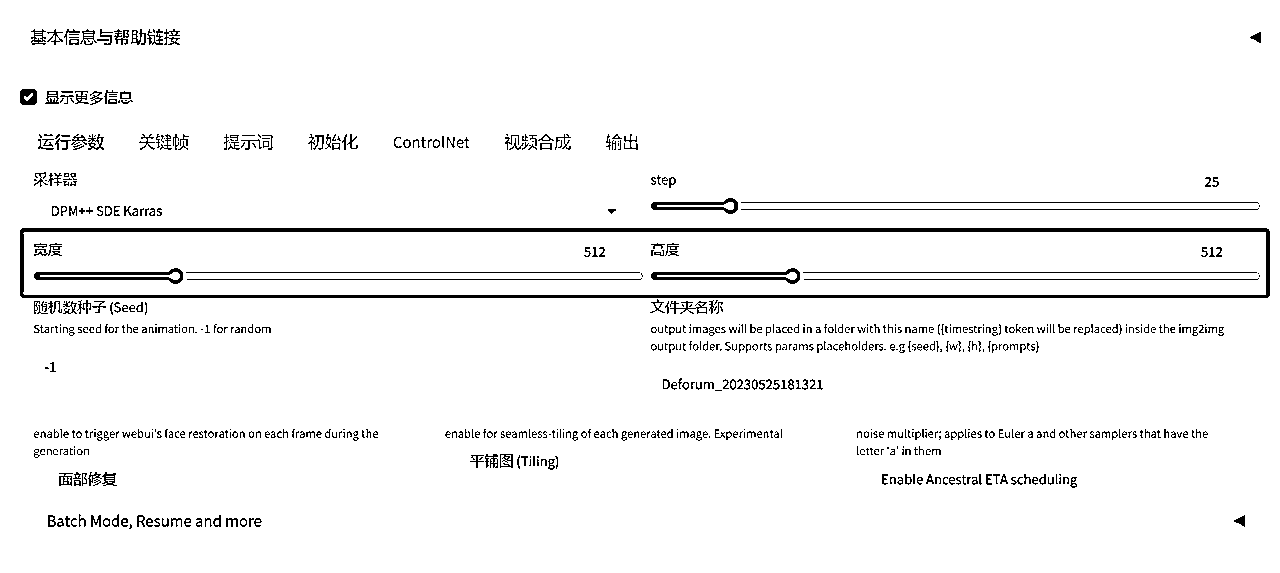 基本信息与帮助链接
显示更多信息
运行参数 关键帧 提示词 初始化 ControlNet 视频合成 输出
采样器
DPM++ SDE Karras
step 25
宽度 512
高度 512
随机数种子 (Seed)
Starting seed for the animation. -1 for random
-1
文件夹名称
output images will be placed in a folder with this name ({timestring} token will be replaced) inside the img2img
output folder. Supports params placeholders. e.g {seed}, {w}, {h}, {prompts}
Deforum_20230525181321
enable to trigger webui's face restoration on each frame during the
generation
面部修复
enable for seamless-tiling of each generated image. Experimental
平铺图 (Tiling)
noise multiplier; applies to Euler a and other samplers that have the
letter 'a' in them
Enable Ancestral ETA scheduling
Batch Mode, Resume and more